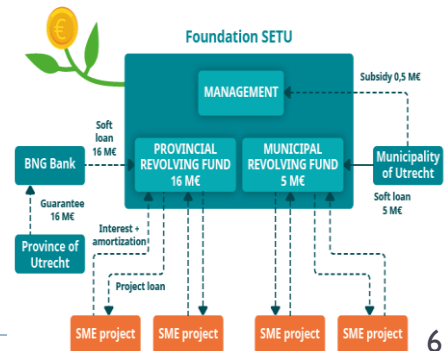 Foundation SETU
MANAGEMENT
Subsidy 0,5 M€
Soft
loan
16 M€
BNG Bank
PROVINCIAL
REVOLVING FUND
16 M€
MUNICIPAL
REVOLVING FUND
5 M€
Municipality
of Utrecht
Guarantee
16 M€
Soft loan
5 M€
Interest +
amortization
Province of
Utrecht
Project loan
SME project
SME project
SME project
SME project
6